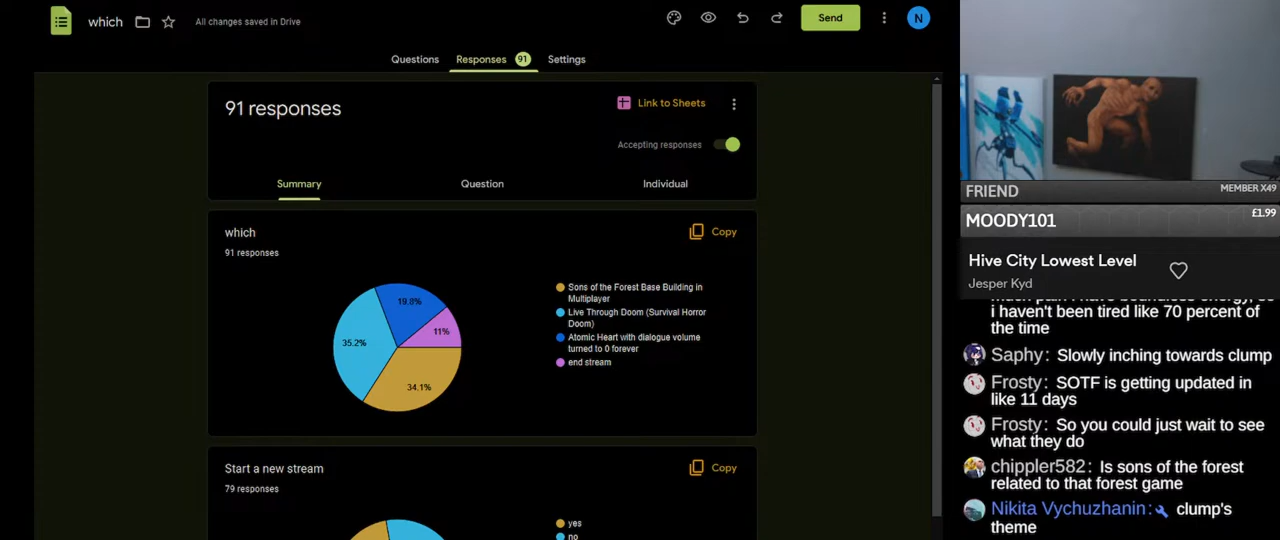 which
All changes saved in Drive
Send
N
Questions
Responses
91
Settings
91 responses
Link to Sheets
Accepting responses
Summary
Question
Individual
which
Copy
91 responses
19.8%
11%
35.2%
34.1%
Sons of the Forest Base Building in
Multiplayer
Live Through Doom (Survival Horror
Doom)
Atomic Heart with dialogue volume
turned to 0 forever
end stream
Start a new stream
Copy
79 responses
yes
no
FRIEND
MEMBER X49
MOODY101
£1.99
Hive City Lowest Level
Jesper Kyd
i haven't been tired like 70 percent of
the time
Saphy: Slowly inching towards clump
Frosty: SOTF is getting updated in
like 11 days
Frosty: So you could just wait to see
what they do
chippler582: Is sons of the forest
related to that forest game
Nikita Vychuzhanin: clump's
theme